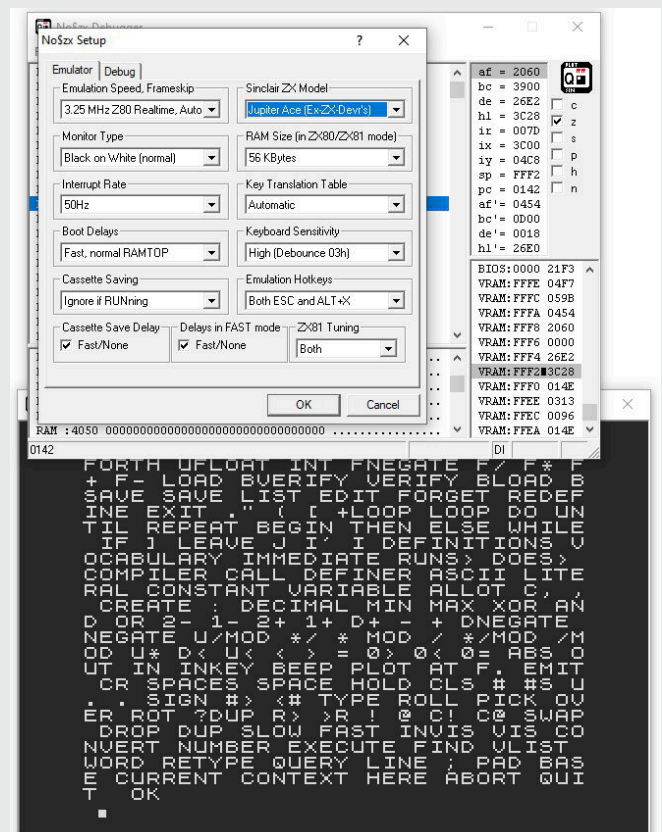 No$zx Debugger
No$zx Setup
?
Emulator
Debug
Emulation Speed, Frameskip
3.25 MHz Z80 Realtime, Auto
Sinclair ZX Model
Jupiter Ace (Ex-ZX-Devr's)
Monitor Type
Black on White (normal)
RAM Size (in ZX80/ZX81 mode)
56 KBytes
Interrupt Rate
50Hz
Key Translation Table
Automatic
Boot Delays
Fast, normal RAMTOP
Keyboard Sensitivity
High (Debounce 03h)
Cassette Saving
Ignore if RUNning
Emulation Hotkeys
Both ESC and ALT+X
Cassette Save Delay
Fast/None
Delays in FAST mode
Fast/None
ZX81 Tuning
Both
OK
Cancel
af = 2060
bc = 3900
de = 26E2
hl = 3C28
ir = 007D
ix = 3C00
iy = 04C8
sp = FFF2
pc = 0142
af'= 0454
bc'= 0D00
de'= 0018
hl'= 26E0
c
z
s
p
h
n
BIOS:0000 21F3
VRAM:FFFE 04F7
VRAM:FFFC 059B
VRAM:FFFA 0454
VRAM:FFF8 2060
VRAM:FFF6 0000
VRAM:FFF4 26E2
VRAM:FFF2 3C28
VRAM:FFF0 014E
VRAM:FFEE 0313
VRAM:FFEC 0096
VRAM:FFEA 014E
RAM :4050 00000000000000000000000000000000 ................
0142
DI
FORTH UFLOAT INT FNEGATE F/ F* F
+ F- LOAD BVERIFY VERIFY BLOAD B
SAVE SAVE LIST EDIT FORGET REDEF
INE EXIT ." ( [ +LOOP LOOP DO UN
TIL REPEAT BEGIN THEN ELSE WHILE
IF ] LEAVE J I' I DEFINITIONS V
OCABULARY IMMEDIATE RUNS> DOES>
COMPILER CALL DEFINER ASCII LITE
RAL CONSTANT VARIABLE ALLOT C, ,
CREATE : DECIMAL MIN MAX XOR AN
D OR 2- 1- 2+ 1+ D+ - + DNEGATE
NEGATE U/MOD */ * MOD / */MOD /M
OD U* D< U< < > = 0> 0< 0= ABS O
UT IN INKEY BEEP PLOT AT F. EMIT
CR SPACES SPACE HOLD CLS # #S U
. . SIGN #> <# TYPE ROLL PICK OV
ER ROT ?DUP R> >R ! @ C! C@ SWAP
DROP DUP SLOW FAST INVIS VIS CO
NVERT NUMBER EXECUTE FIND VLIST
WORD RETYPE QUERY LINE ; PAD BAS
E CURRENT CONTEXT HERE ABORT QUI
T OK